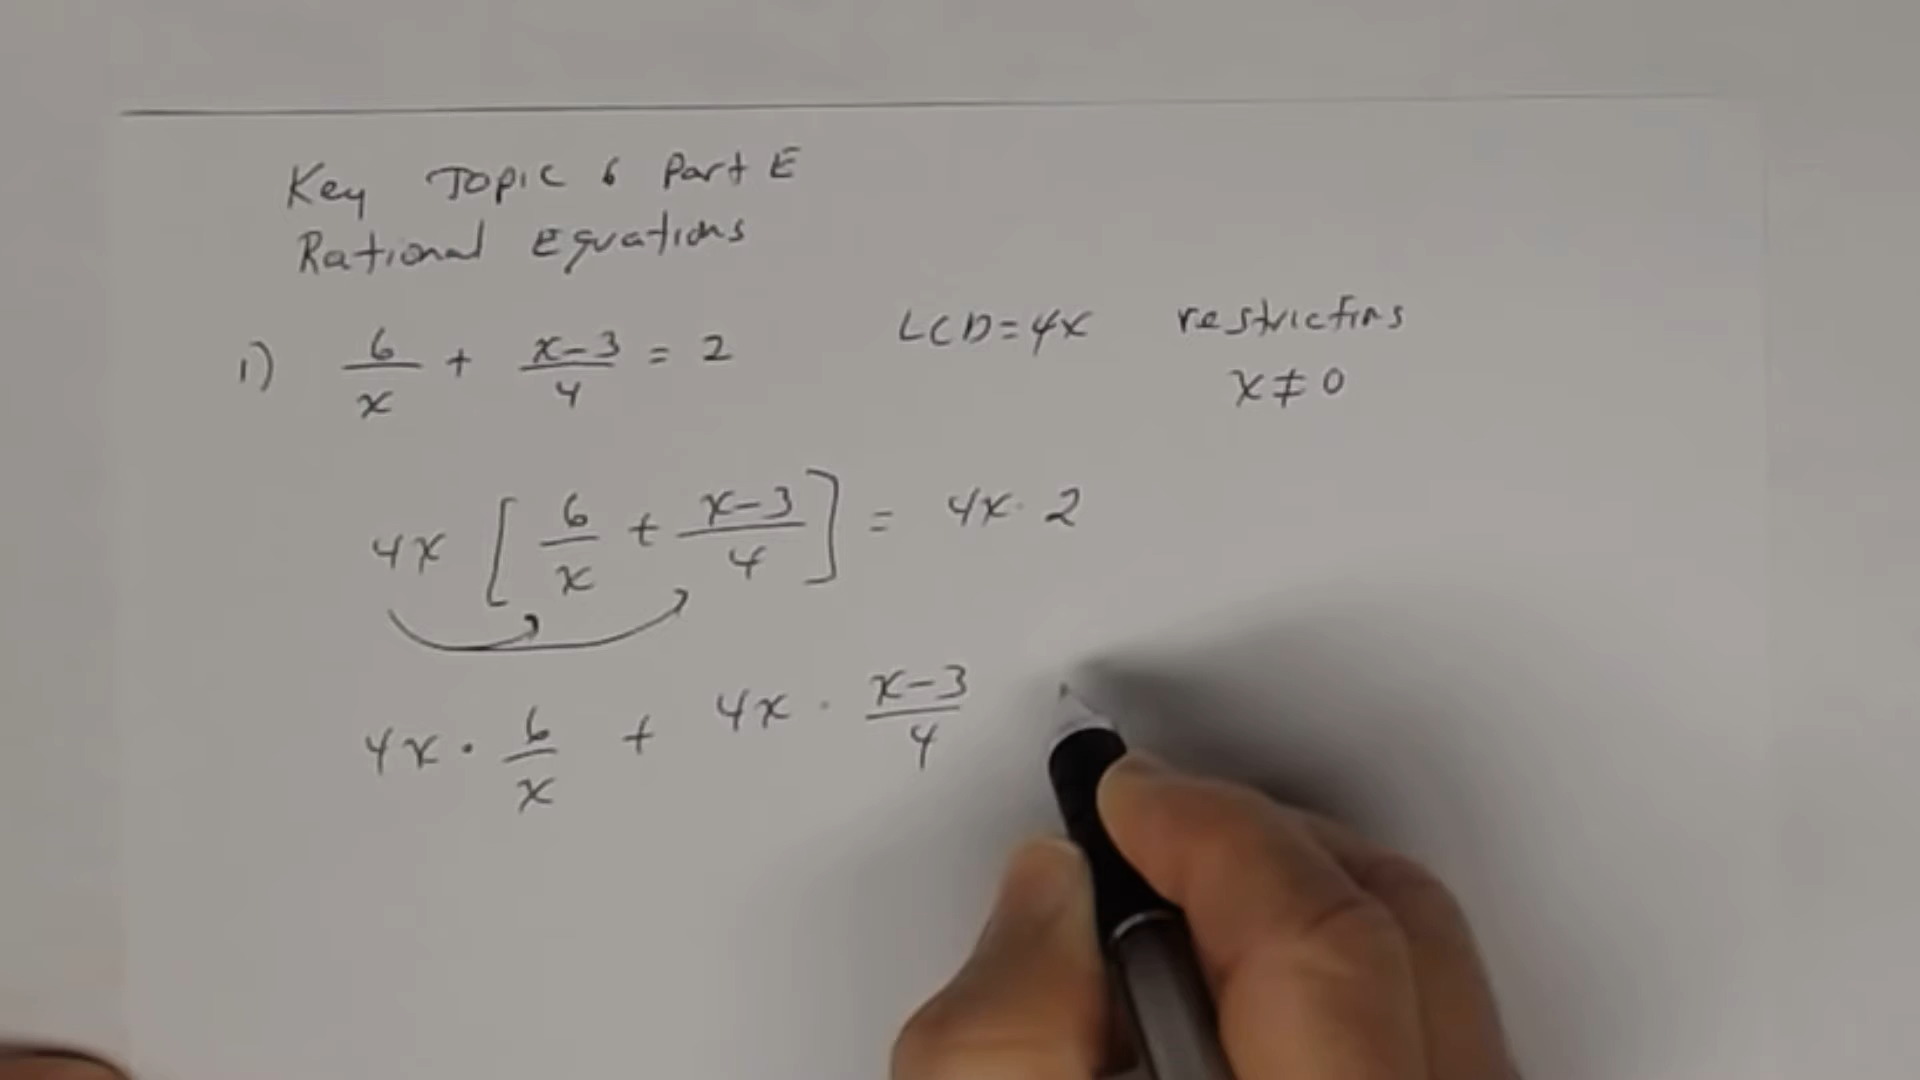 Key Topic 6 Part E
Rational Equations
1) 6/x + x-3/4 = 2 LCD=4x restrictins
x≠0
4x [6/x + x-3/4] = 4x · 2
4x · 6/x + 4x · x-3/4